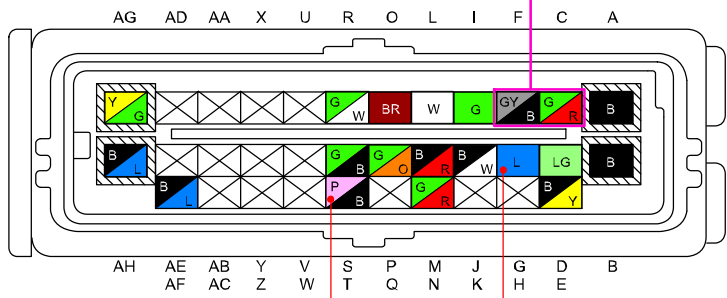 AG AD AA X U R O L I F C A
Y G G W BR W G GY B G R B
B L G B G O B R B W L LG B
B L P B G R B Y
AH AE AB Y V S P M J G D B
AF AC Z W T Q N K H E